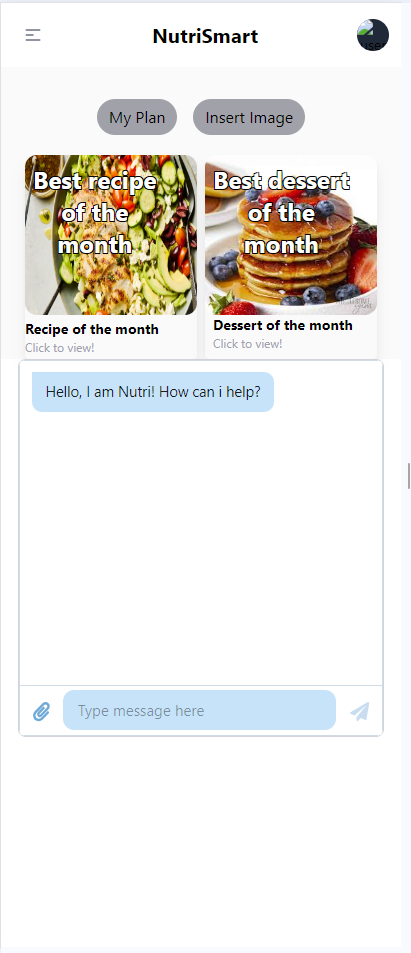 NutriSmart
user
My Plan
Insert Image
Best recipe
of the
month
Best dessert
of the
month
Recipe of the month
Click to view!
Dessert of the month
Click to view!
Hello, I am Nutri! How can i help?
Type message here